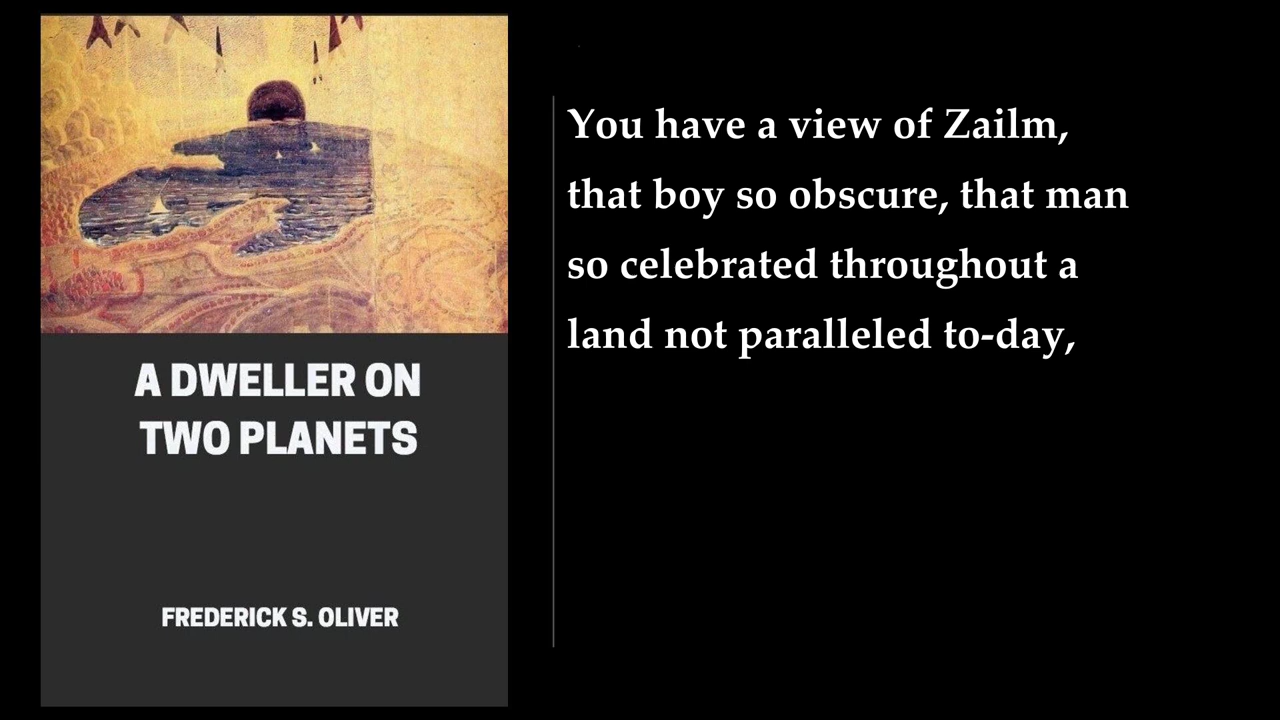 A DWELLER ON
TWO PLANETS
FREDERICK S. OLIVER
You have a view of Zailm,
that boy so obscure, that man
so celebrated throughout a
land not paralleled to-day,